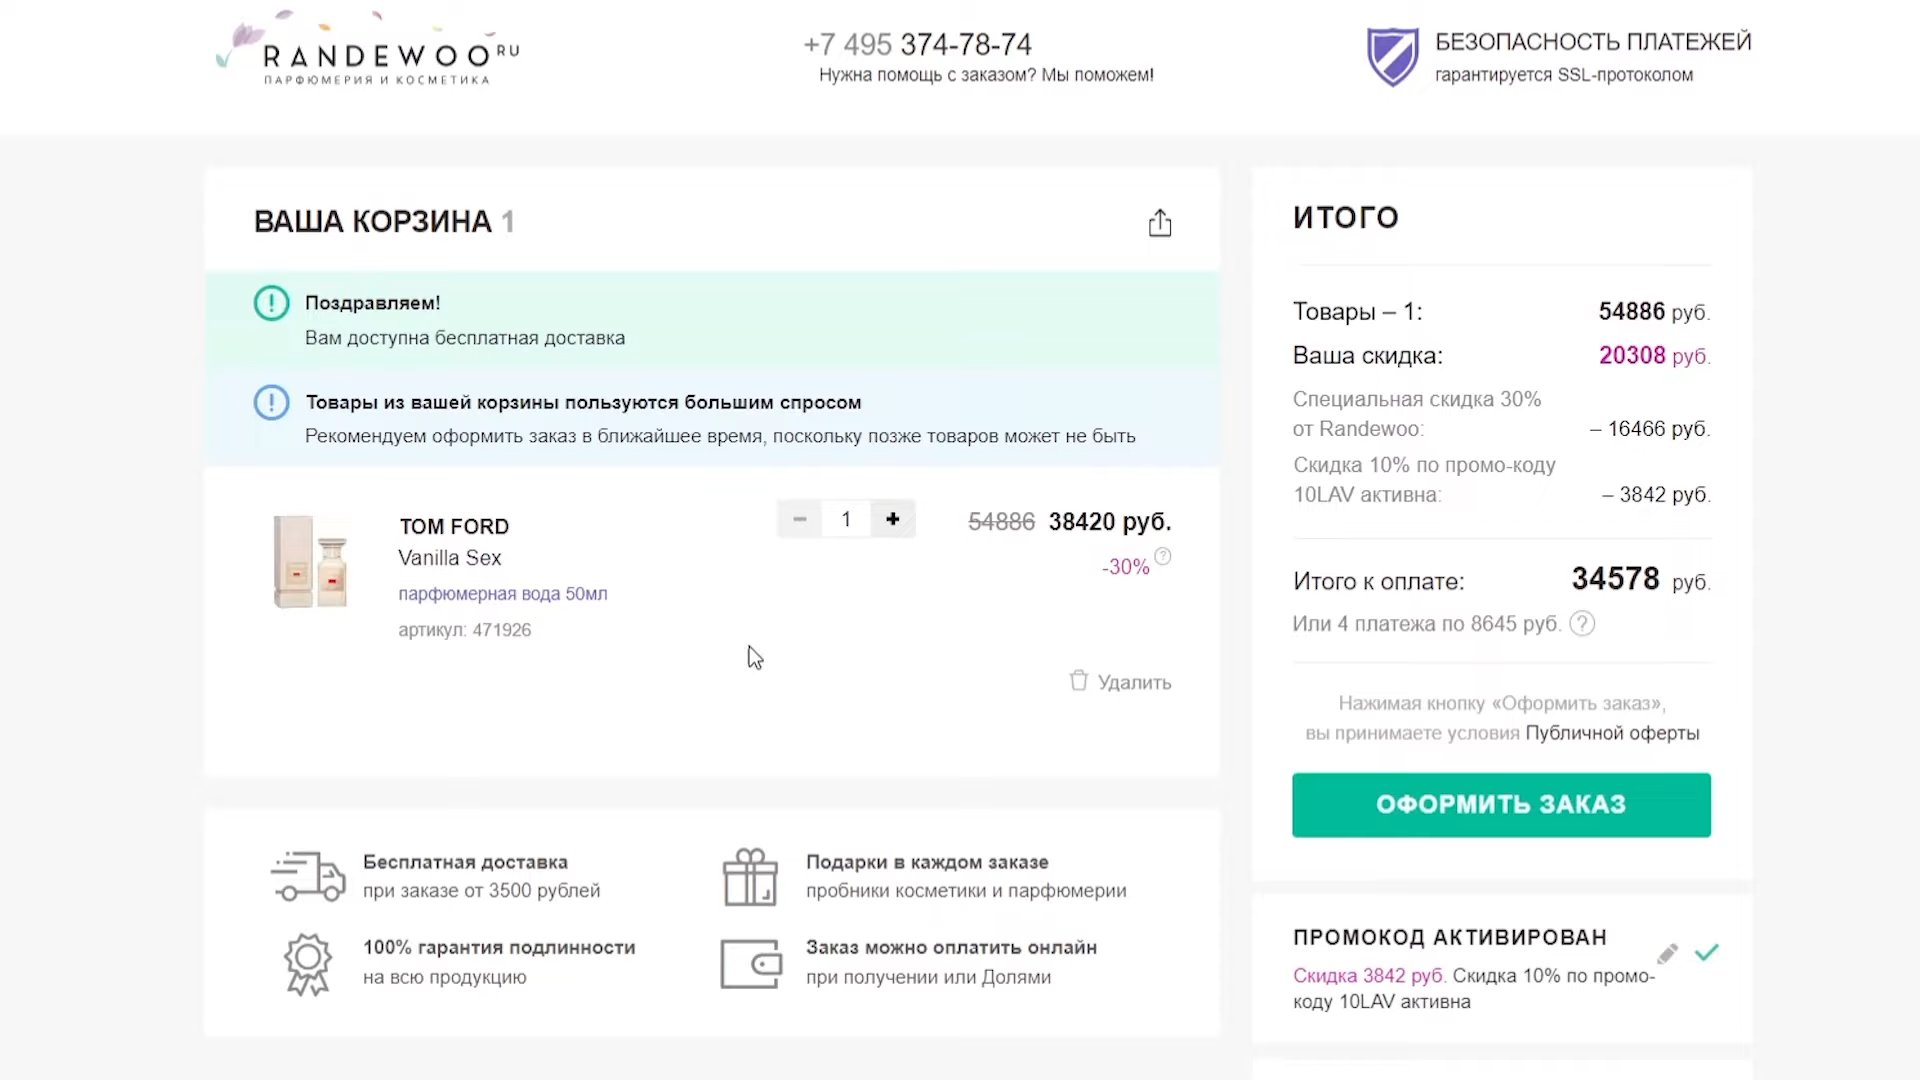 RANDEWOO RU
ПАРФЮМЕРИЯ И КОСМЕТИКА
+7 495 374-78-74
Нужна помощь с заказом? Мы поможем!
БЕЗОПАСНОСТЬ ПЛАТЕЖЕЙ
гарантируется SSL-протоколом
ВАША КОРЗИНА 1
Поздравляем!
Вам доступна бесплатная доставка
Товары из вашей корзины пользуются большим спросом
Рекомендуем оформить заказ в ближайшее время, поскольку позже товаров может не быть
TOM FORD
Vanilla Sex
парфюмерная вода 50мл
артикул: 471926
− 1 +
54886 38420 руб.
-30% ?
Удалить
Бесплатная доставка
при заказе от 3500 рублей
Подарки в каждом заказе
пробники косметики и парфюмерии
100% гарантия подлинности
на всю продукцию
Заказ можно оплатить онлайн
при получении или Долями
ИТОГО
Товары – 1: 54886 руб.
Ваша скидка: 20308 руб.
Специальная скидка 30%
от Randewoo: – 16466 руб.
Скидка 10% по промо-коду
10LAV активна: – 3842 руб.
Итого к оплате: 34578 руб.
Или 4 платежа по 8645 руб. ?
Нажимая кнопку «Оформить заказ»,
вы принимаете условия Публичной оферты
ОФОРМИТЬ ЗАКАЗ
ПРОМОКОД АКТИВИРОВАН
Скидка 3842 руб. Скидка 10% по промо-
коду 10LAV активна